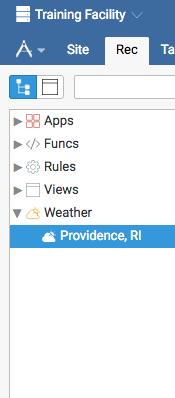 Training Facility
Site Rec Ta
Apps
Funcs
Rules
Views
Weather
Providence, RI